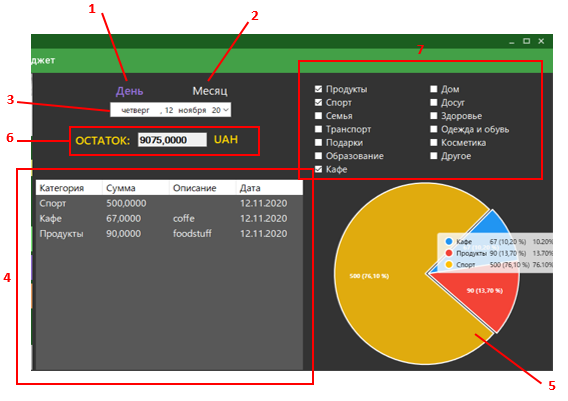 1
2
джет
День Месяц
3
четверг , 12 ноября 20
6
ОСТАТОК: 9075,0000 UAH
Продукты
Спорт
Семья
Транспорт
Подарки
Образование
Кафе
Дом
Досуг
Здоровье
Одежда и обувь
Косметика
Другое
4
Категория Сумма Описание Дата
Спорт 500,0000 12.11.2020
Кафе 67,0000 coffe 12.11.2020
Продукты 90,0000 foodstuff 12.11.2020
Кафе 67 (10,20 %) 10.20%
Продукты 90 (13,70 %) 13.70%
Спорт 500 (76,10 %) 76.10%
500 (76,10 %)
90 (13,70 %)
5